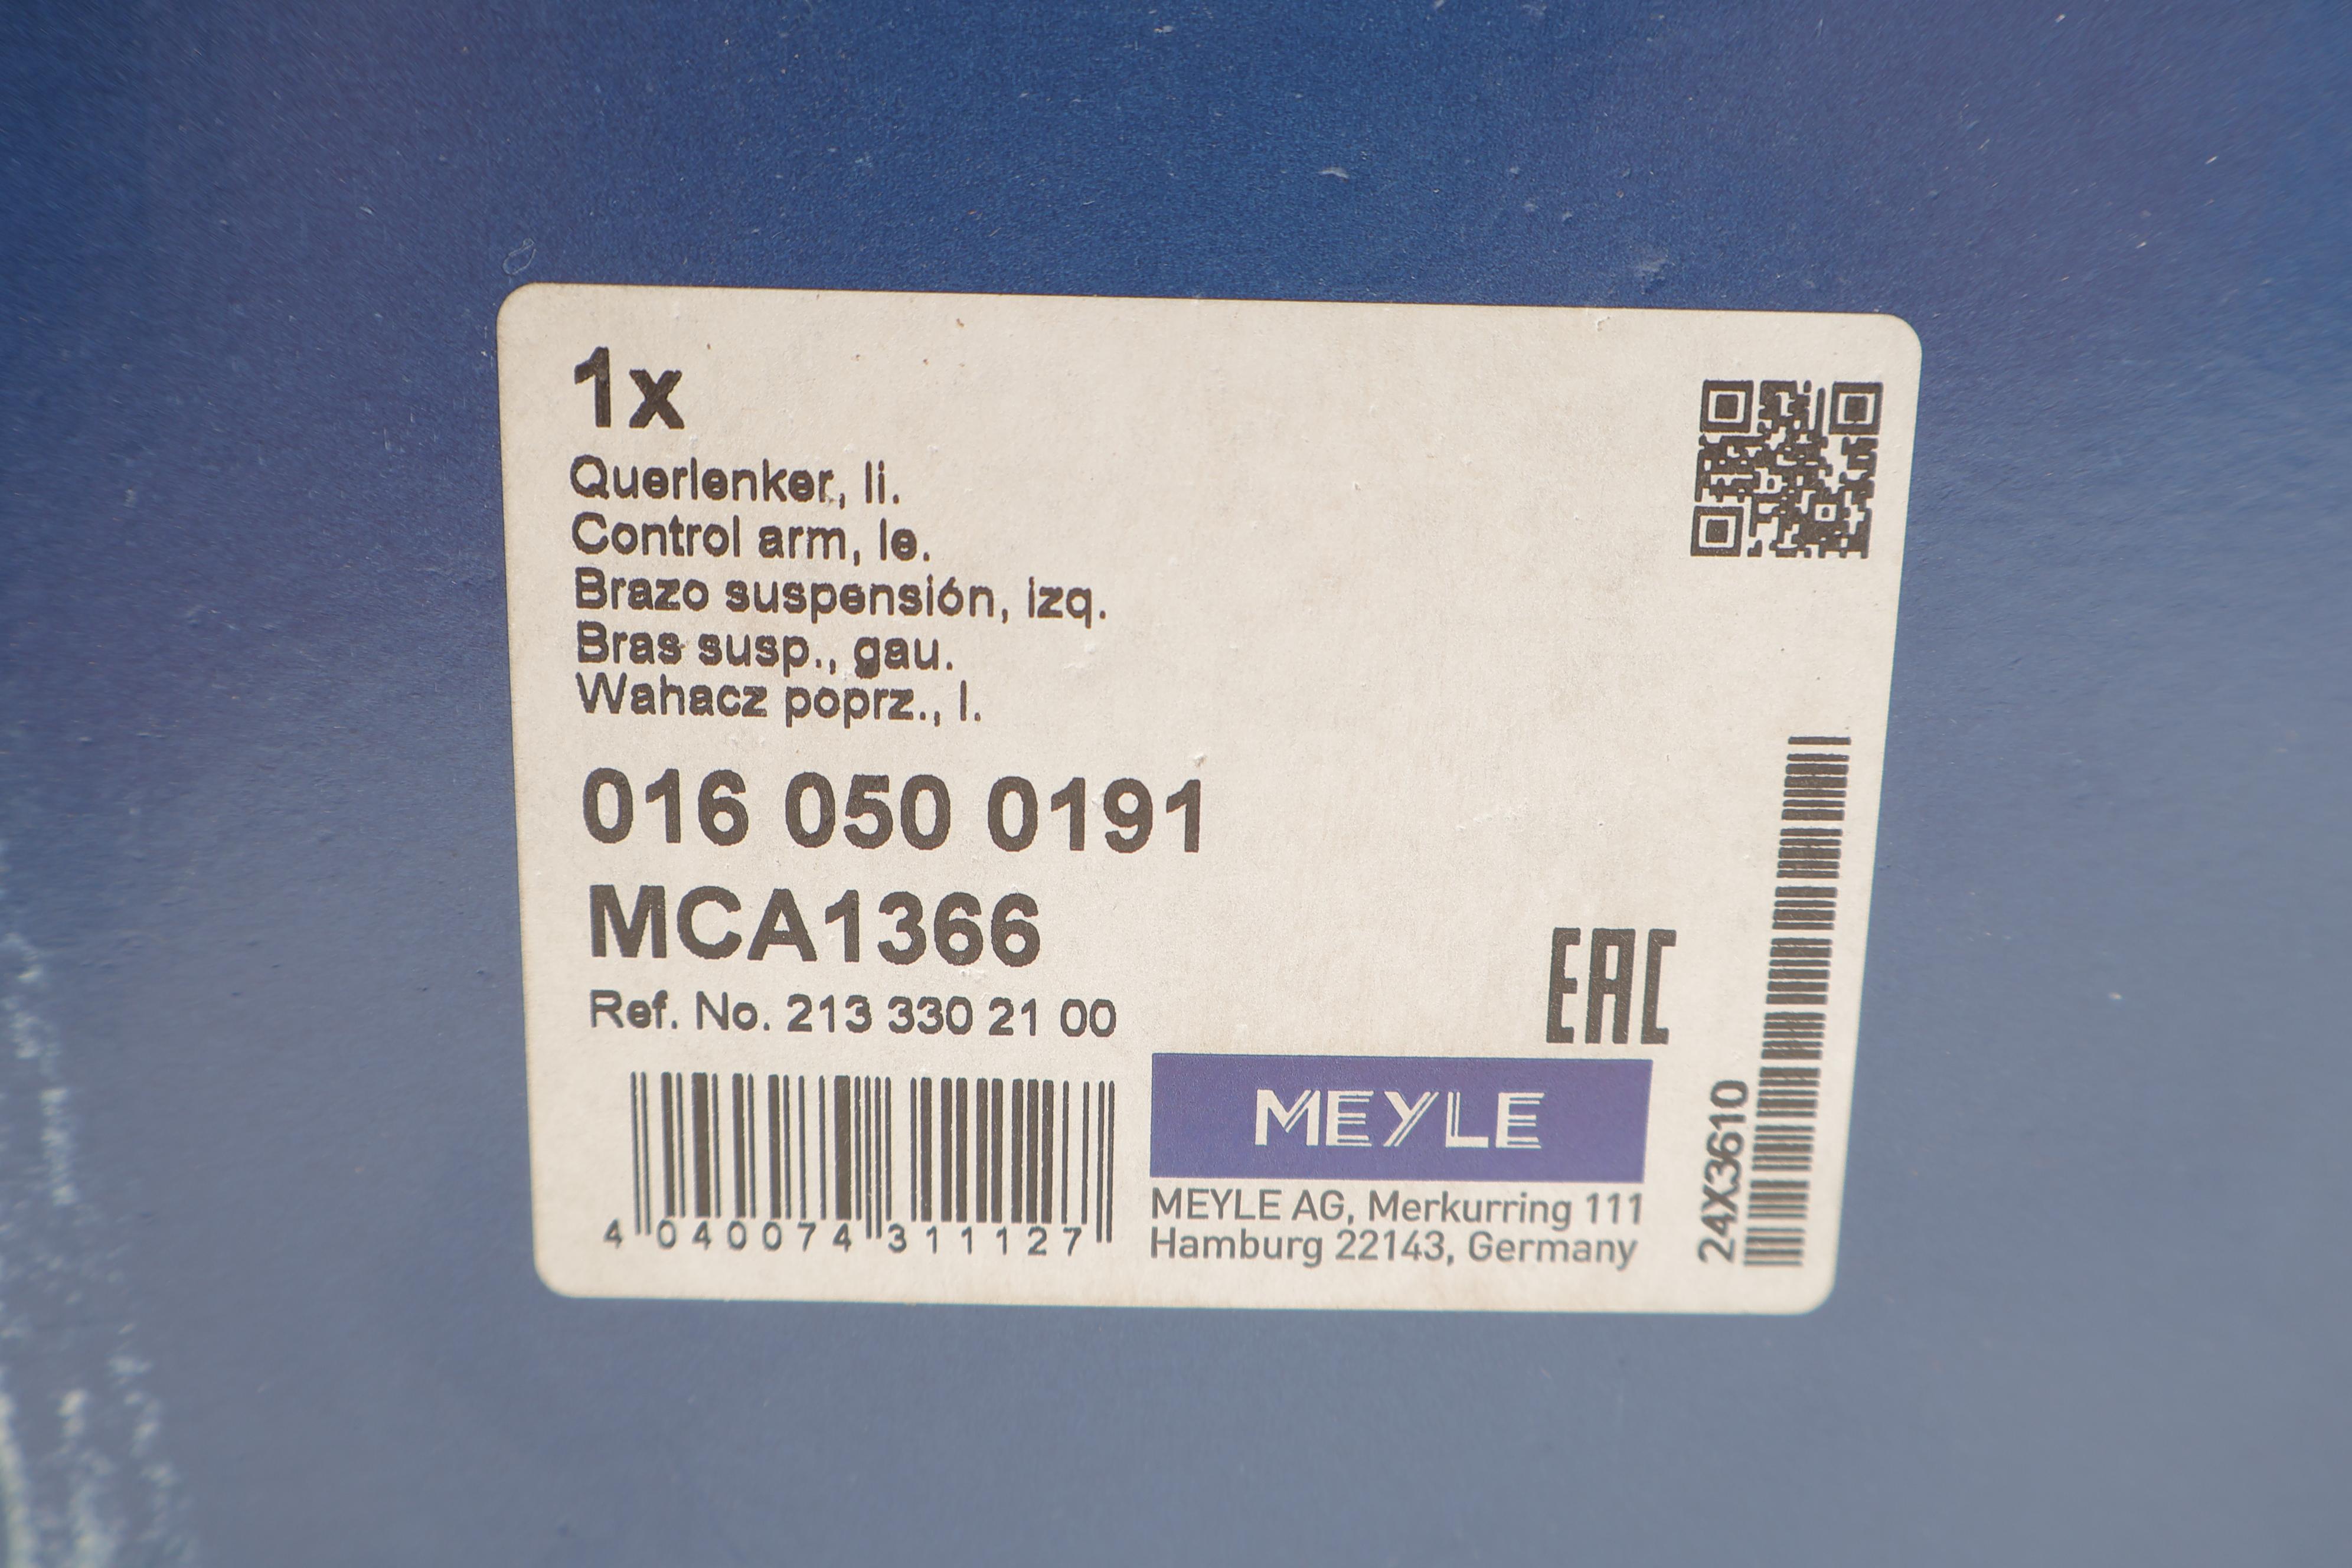 1x
Querlenker, li.
Control arm, le.
Brazo suspensión, izq.
Bras susp., gau.
Wahacz poprz., l.
016 050 0191
MCA1366
Ref. No. 213 330 21 00
EAC
MEYLE
MEYLE AG, Merkurring 111
Hamburg 22143, Germany
4 040074 311127
24X3610